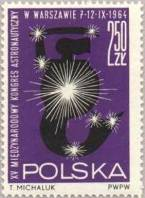 XV MIĘDZYNARODOWY KONGRES ASTRONAUTYCZNY
W WARSZAWIE 7-12·IX·1964
2.50
ZŁ
POLSKA
T. MICHALUK
PWPW